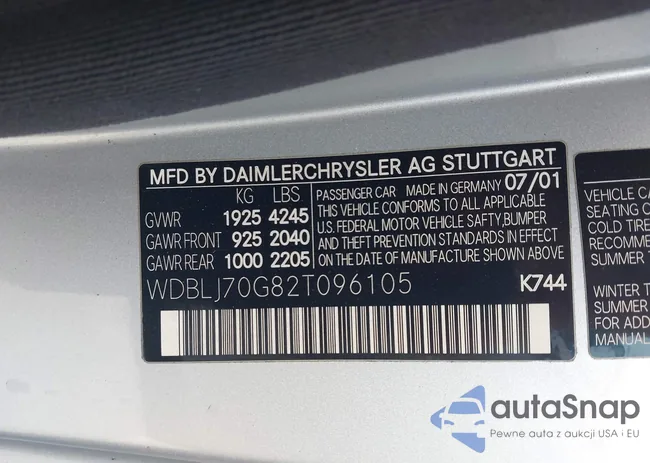 MFD BY DAIMLERCHRYSLER AG STUTTGART
KG LBS
GVWR 1925 4245
GAWR FRONT 925 2040
GAWR REAR 1000 2205
PASSENGER CAR MADE IN GERMANY 07/01
THIS VEHICLE CONFORMS TO ALL APPLICABLE
U.S. FEDERAL MOTOR VEHICLE SAFTY, BUMPER
AND THEFT PREVENTION STANDARDS IN EFFECT
ON THE DATE OF MANUFACTURE SHOWN ABOVE
WDBLJ70G82T096105 K744
VEHICLE CA
SEATING C
COLD TIRE
SUMMER
WINTER
SUMMER
FOR ADD
MANUAL
autaSnap
Pewne auta z aukcji USA i EU